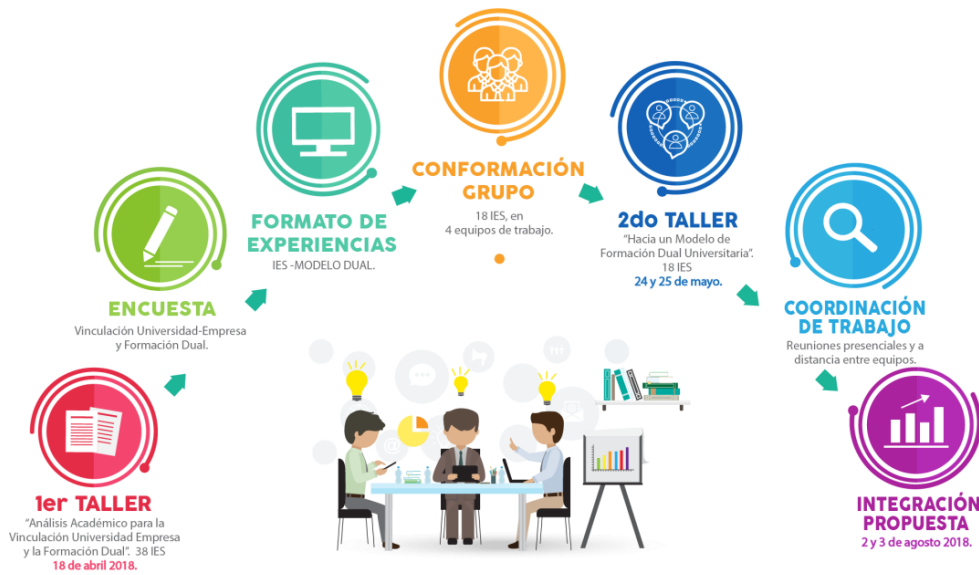 1er TALLER
“Análisis Académico para la
Vinculación Universidad Empresa
y la Formación Dual”. 38 IES
18 de abril 2018.
ENCUESTA
Vinculación Universidad-Empresa
y Formación Dual.
FORMATO DE
EXPERIENCIAS
IES -MODELO DUAL.
CONFORMACIÓN
GRUPO
18 IES, en
4 equipos de trabajo.
2do TALLER
“Hacia un Modelo de
Formación Dual Universitaria”.
18 IES
24 y 25 de mayo.
COORDINACIÓN
DE TRABAJO
Reuniones presenciales y a
distancia entre equipos.
INTEGRACIÓN
PROPUESTA
2 y 3 de agosto 2018.